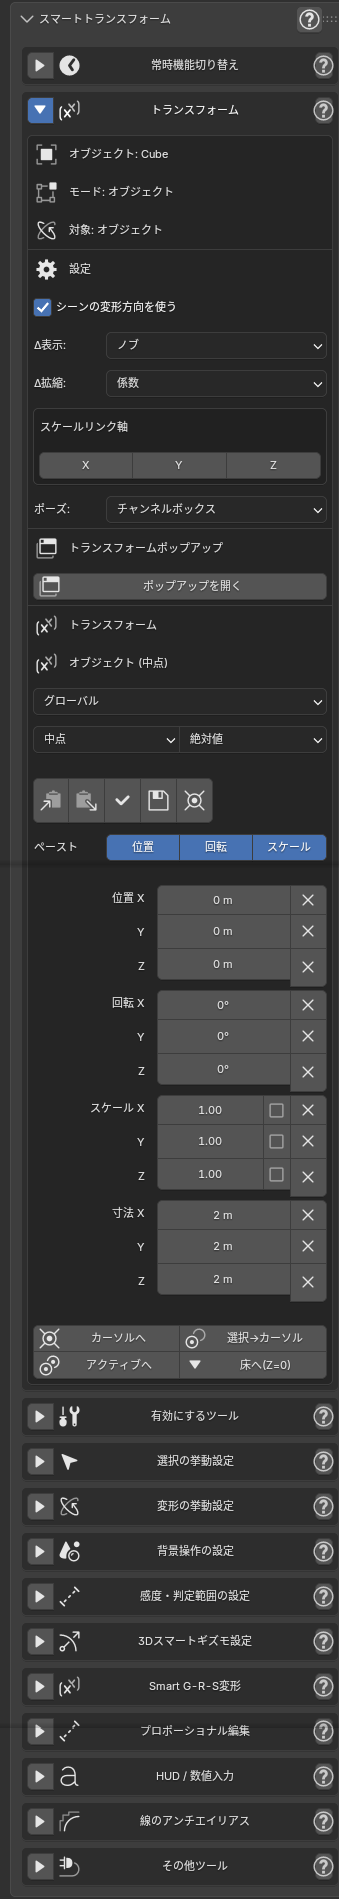 スマートトランスフォーム
常時機能切り替え
トランスフォーム
オブジェクト: Cube
モード: オブジェクト
対象: オブジェクト
設定
シーンの変形方向を使う
Δ表示: ノブ
Δ拡縮: 係数
スケールリンク軸
X Y Z
ポーズ: チャンネルボックス
トランスフォームポップアップ
ポップアップを開く
トランスフォーム
オブジェクト (中点)
グローバル
中点 絶対値
ペースト 位置 回転 スケール
位置 X 0 m
Y 0 m
Z 0 m
回転 X 0°
Y 0°
Z 0°
スケール X 1.00
Y 1.00
Z 1.00
寸法 X 2 m
Y 2 m
Z 2 m
カーソルへ 選択→カーソル
アクティブへ 床へ(Z=0)
有効にするツール
選択の挙動設定
変形の挙動設定
背景操作の設定
感度・判定範囲の設定
3Dスマートギズモ設定
Smart G-R-S変形
プロポーショナル編集
HUD / 数値入力
線のアンチエイリアス
その他ツール